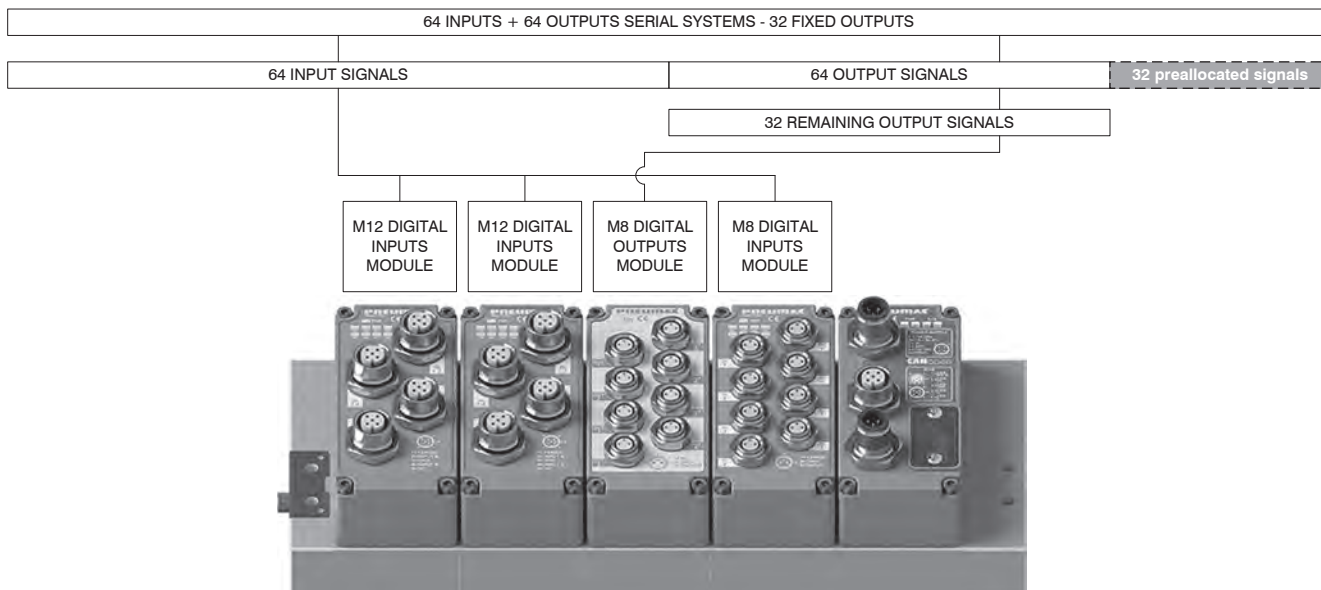 64 INPUTS + 64 OUTPUTS SERIAL SYSTEMS - 32 FIXED OUTPUTS
64 INPUT SIGNALS
64 OUTPUT SIGNALS
32 preallocated signals
32 REMAINING OUTPUT SIGNALS
M12 DIGITAL
INPUTS
MODULE
M12 DIGITAL
INPUTS
MODULE
M8 DIGITAL
OUTPUTS
MODULE
M8 DIGITAL
INPUTS
MODULE
PNEUMAX
PNEUMAX